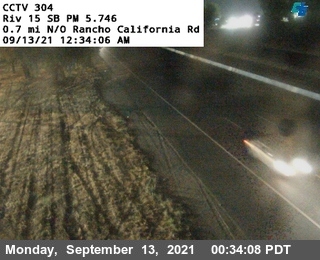 CCTV 304
Riv 15 SB PM 5.746
0.7 mi N/O Rancho California Rd
09/13/21 12:34:06 AM
Monday, September 13, 2021 00:34:08 PDT